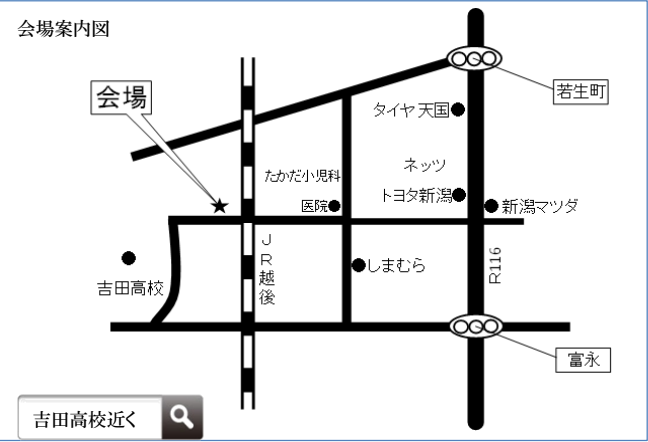 会場案内図
会場
若生町
タイヤ天国
ネッツ
トヨタ新潟
たかだ小児科
医院
新潟マツダ
JR越後
しまむら
R116
吉田高校
富永
吉田高校近く